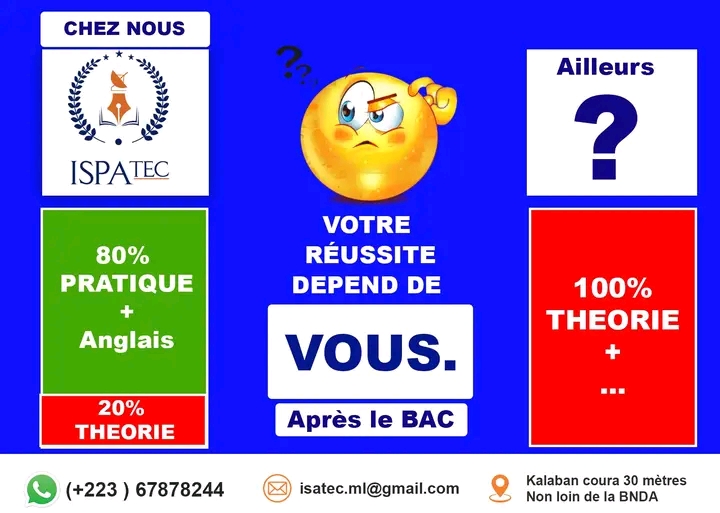 CHEZ NOUS
ISPATEC
80%
PRATIQUE
+
Anglais
20%
THEORIE
???
VOTRE
RÉUSSITE
DEPEND DE
VOUS.
Après le BAC
Ailleurs
?
100%
THEORIE
+
...
(+223 ) 67878244
isatec.ml@gmail.com
Kalaban coura 30 mètres
Non loin de la BNDA